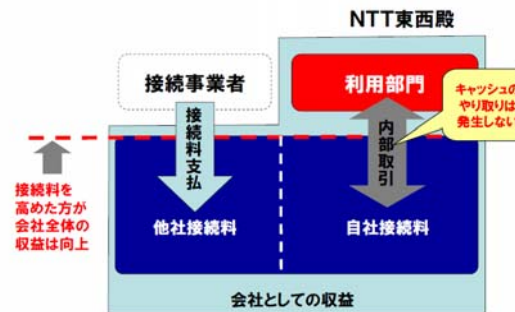 NTT東西殿
接続事業者
利用部門
キャッシュの
やり取りは
発生しない
接続料支払
内部取引
接続料を
高めた方が
会社全体の
収益は向上
他社接続料
自社接続料
会社としての収益